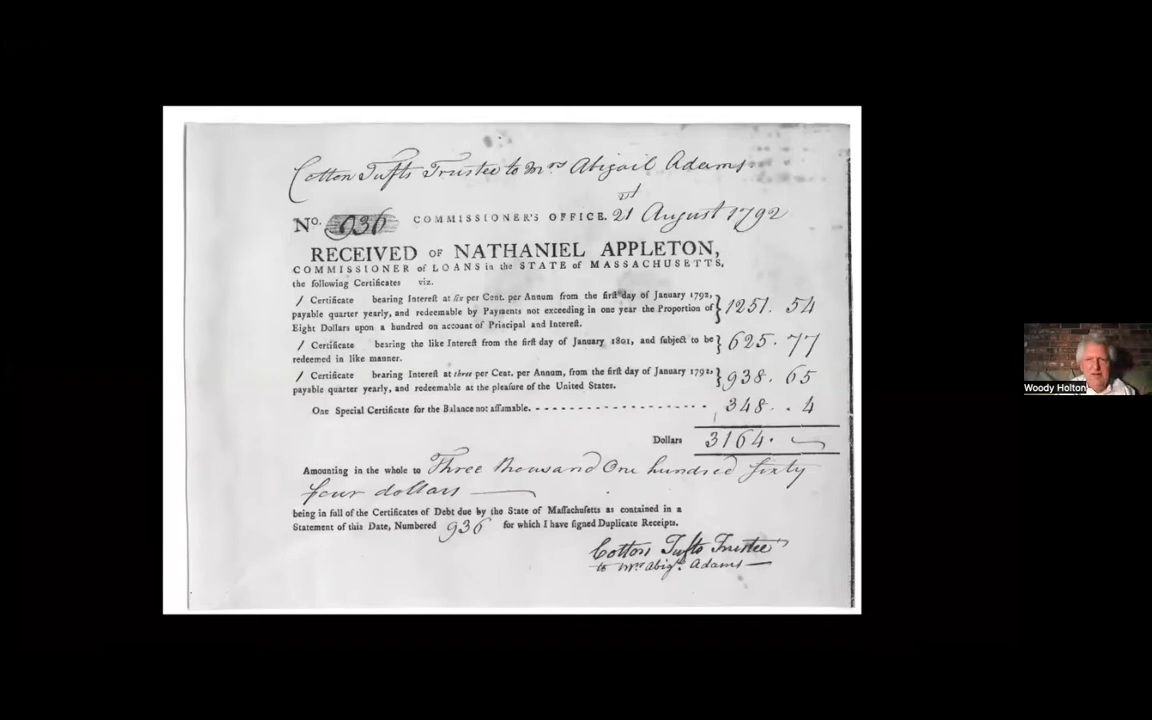 Cotton Tufts Trustee to Mrs Abigail Adams
No. 936 COMMISSIONER'S OFFICE. 21st August 1792
RECEIVED OF NATHANIEL APPLETON,
COMMISSIONER of LOANS in the STATE of MASSACHUSETTS,
the following Certificates viz.
1 Certificate bearing Interest at six per Cent. per Annum from the first day of January 1792,
payable quarter yearly, and redeemable by Payments not exceeding in one year the Proportion of } 1251. 54
Eight Dollars upon a hundred on account of Principal and Interest.
1 Certificate bearing the like Interest from the first day of January 1801, and subject to be } 625. 77
redeemed in like manner.
1 Certificate bearing Interest at three per Cent. per Annum, from the first day of January 1792, } 938. 65
payable quarter yearly, and redeemable at the pleasure of the United States.
One Special Certificate for the Balance not assumable. - - - - - - - - - - - - - - - - - - 348. . 4
Dollars 3164. —
Amounting in the whole to Three thousand One hundred sixty
four dollars —
being in full of the Certificates of Debt due by the State of Massachusetts as contained in a
Statement of this Date, Numbered 936 for which I have signed Duplicate Receipts.
Cotton Tufts Trustee
to Mrs. Abigl. Adams —
Woody Holton